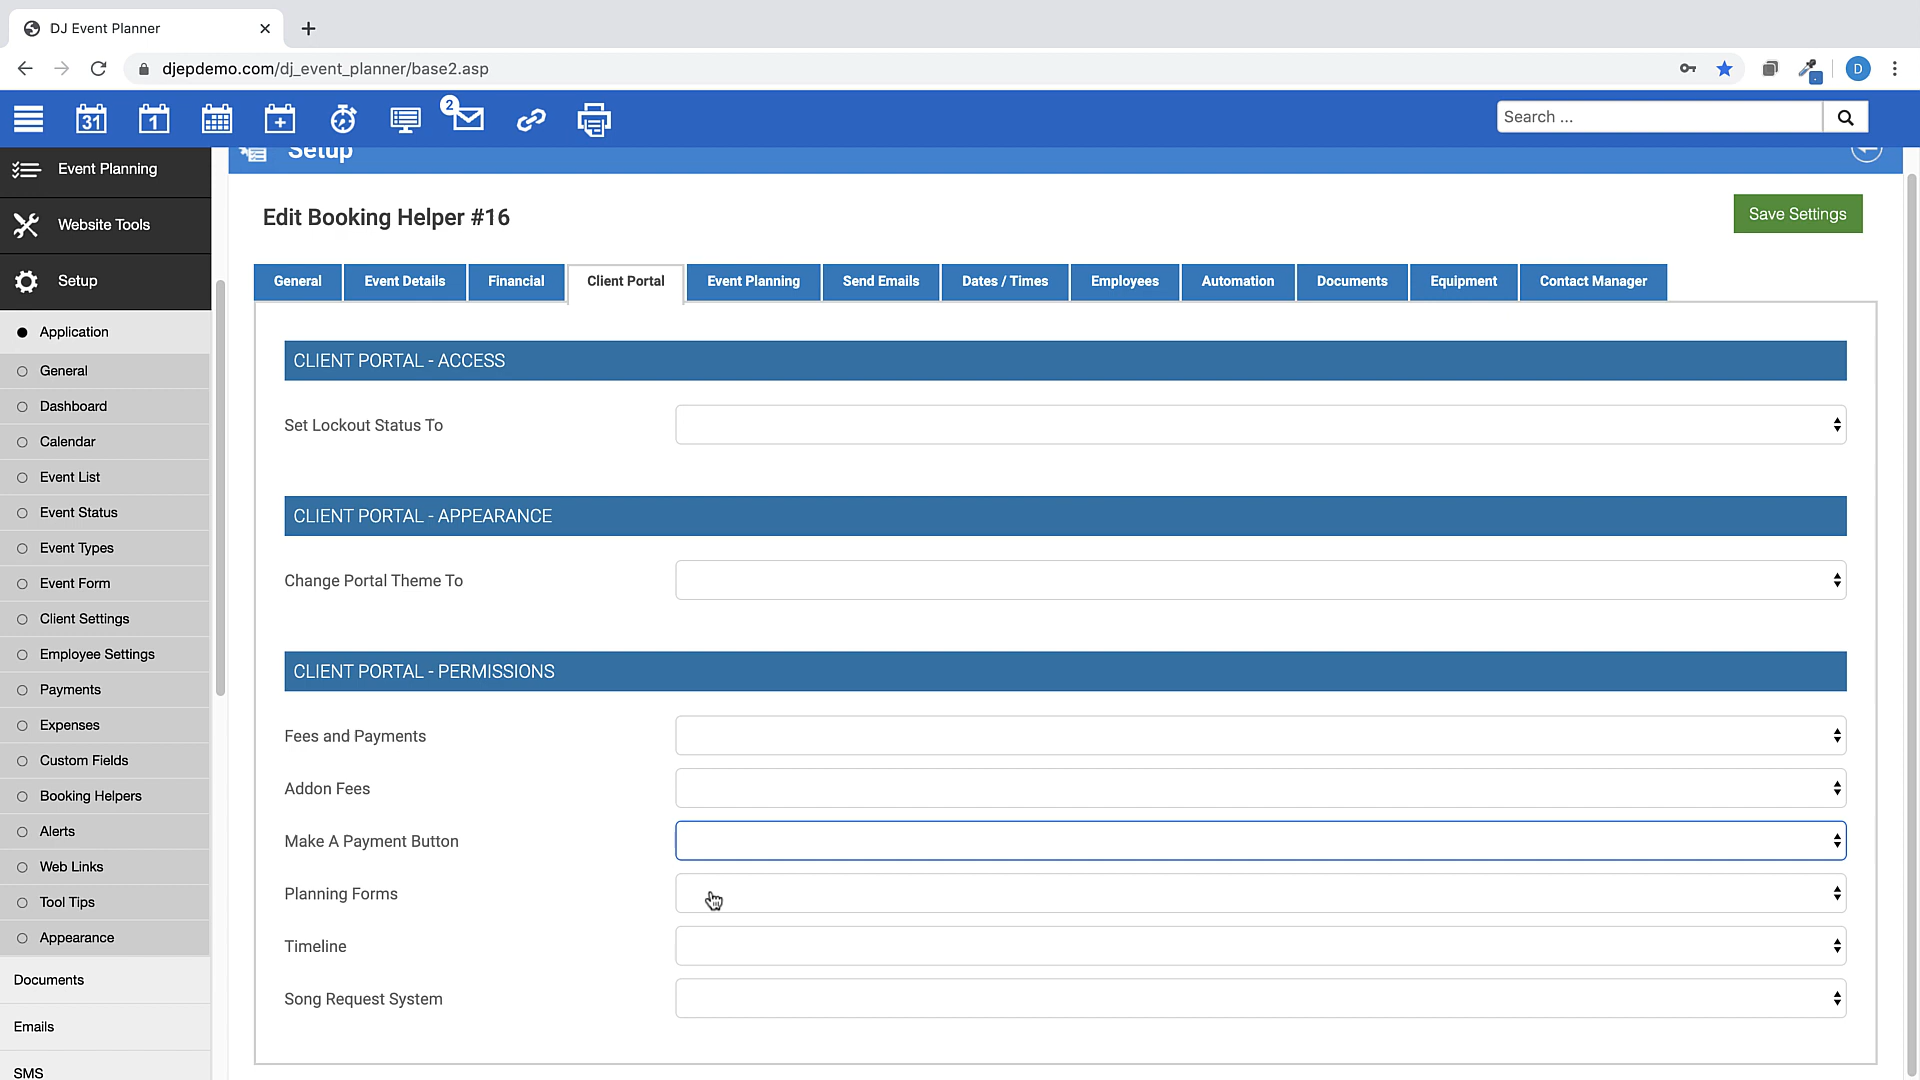 DJ Event Planner
djepdemo.com/dj_event_planner/base2.asp
D
31
1
2
Search ...
Event Planning
Website Tools
Setup
Application
General
Dashboard
Calendar
Event List
Event Status
Event Types
Event Form
Client Settings
Employee Settings
Payments
Expenses
Custom Fields
Booking Helpers
Alerts
Web Links
Tool Tips
Appearance
Documents
Emails
SMS
Setup
Edit Booking Helper #16
Save Settings
General
Event Details
Financial
Client Portal
Event Planning
Send Emails
Dates / Times
Employees
Automation
Documents
Equipment
Contact Manager
CLIENT PORTAL - ACCESS
Set Lockout Status To
CLIENT PORTAL - APPEARANCE
Change Portal Theme To
CLIENT PORTAL - PERMISSIONS
Fees and Payments
Addon Fees
Make A Payment Button
Planning Forms
Timeline
Song Request System